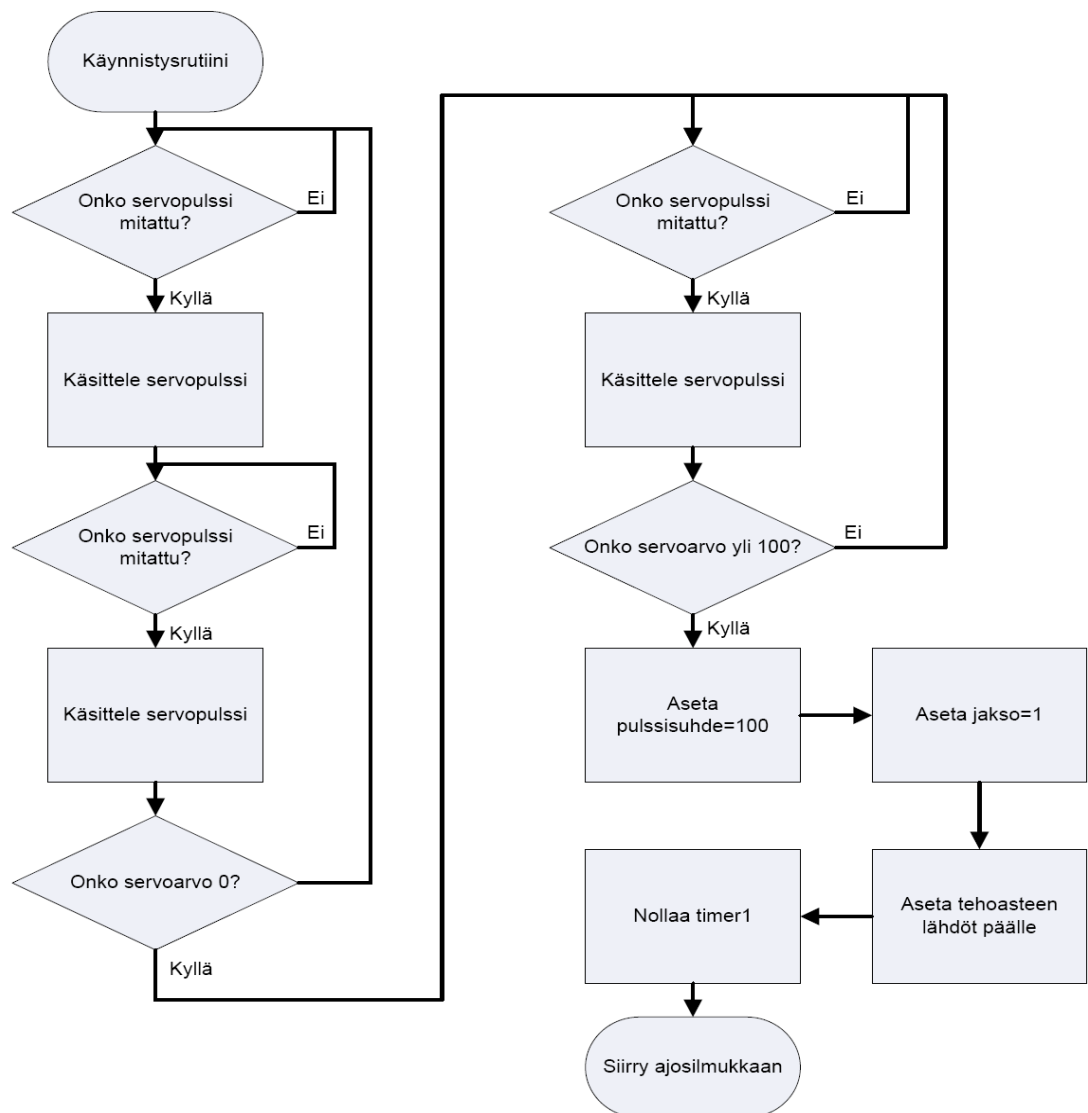 Käynnistysrutiini
Onko servopulssi
mitattu?
Ei
Kyllä
Käsittele servopulssi
Onko servopulssi
mitattu?
Ei
Kyllä
Käsittele servopulssi
Onko servoarvo 0?
Kyllä
Onko servopulssi
mitattu?
Ei
Kyllä
Käsittele servopulssi
Onko servoarvo yli 100?
Ei
Kyllä
Aseta
pulssisuhde=100
Aseta jakso=1
Aseta tehoasteen
lähdöt päälle
Nollaa timer1
Siirry ajosilmukkaan